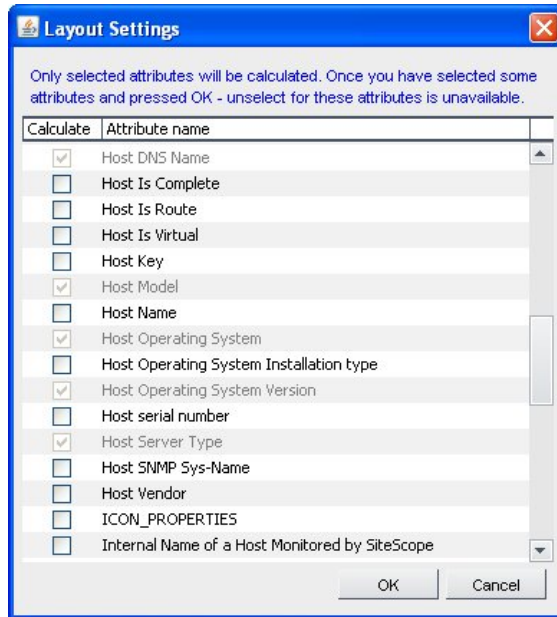 Layout Settings
Only selected attributes will be calculated. Once you have selected some
attributes and pressed OK - unselect for these attributes is unavailable.
Calculate Attribute name
Host DNS Name
Host Is Complete
Host Is Route
Host Is Virtual
Host Key
Host Model
Host Name
Host Operating System
Host Operating System Installation type
Host Operating System Version
Host serial number
Host Server Type
Host SNMP Sys-Name
Host Vendor
ICON_PROPERTIES
Internal Name of a Host Monitored by SiteScope
OK Cancel